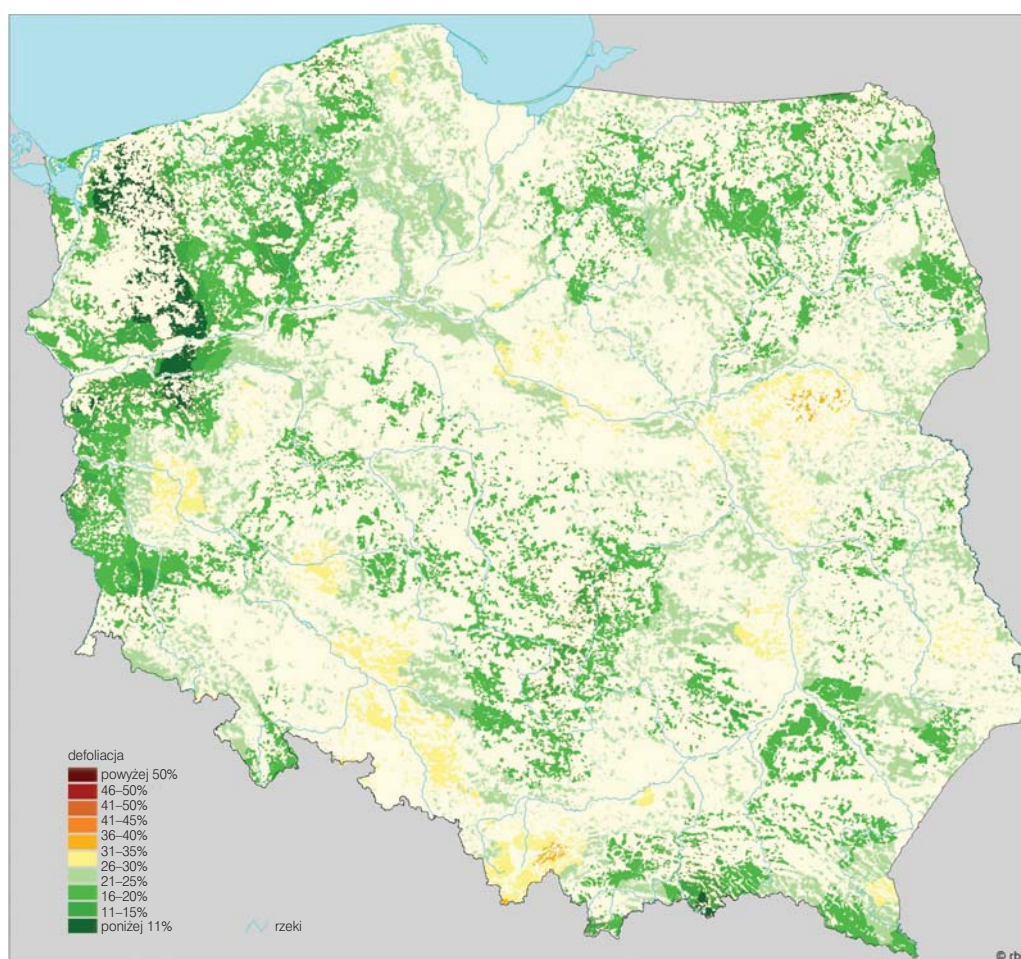 defoliacja
powyżej 50%
46–50%
41–50%
41–45%
36–40%
31–35%
26–30%
21–25%
16–20%
11–15%
poniżej 11%
rzeki
© rb